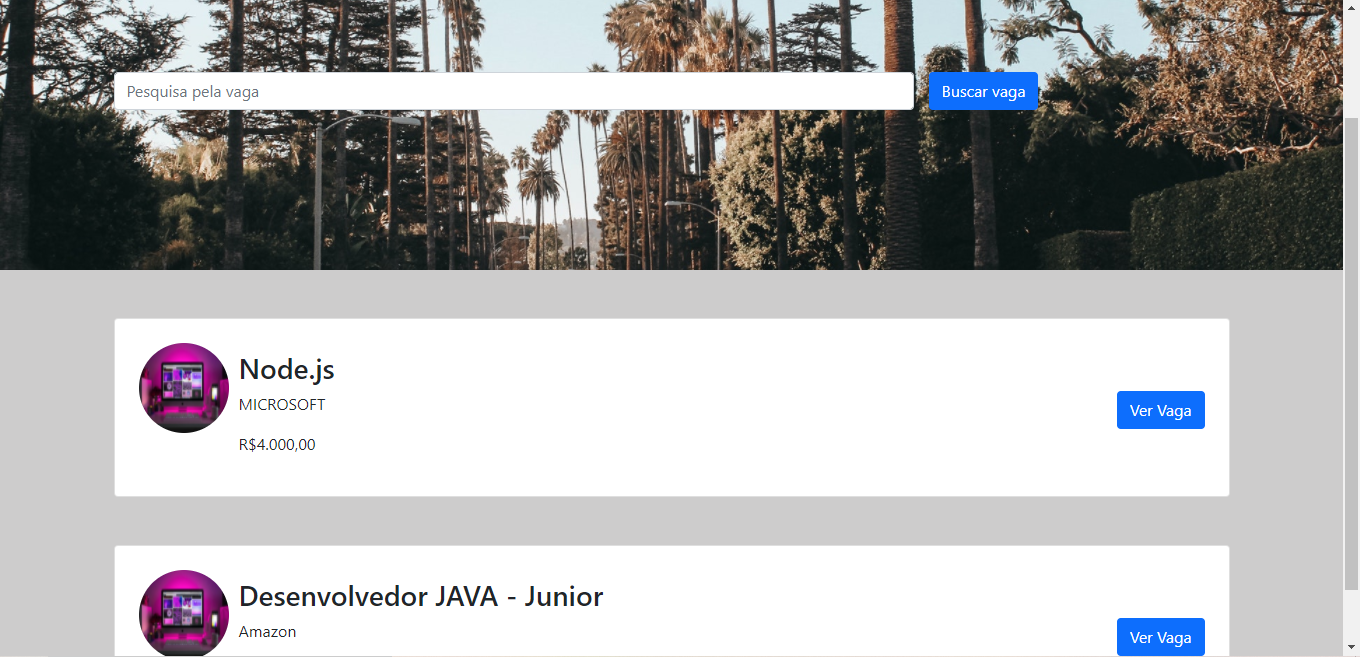 Pesquisa pela vaga
Buscar vaga
Node.js
MICROSOFT
R$4.000,00
Ver Vaga
Desenvolvedor JAVA - Junior
Amazon
Ver Vaga